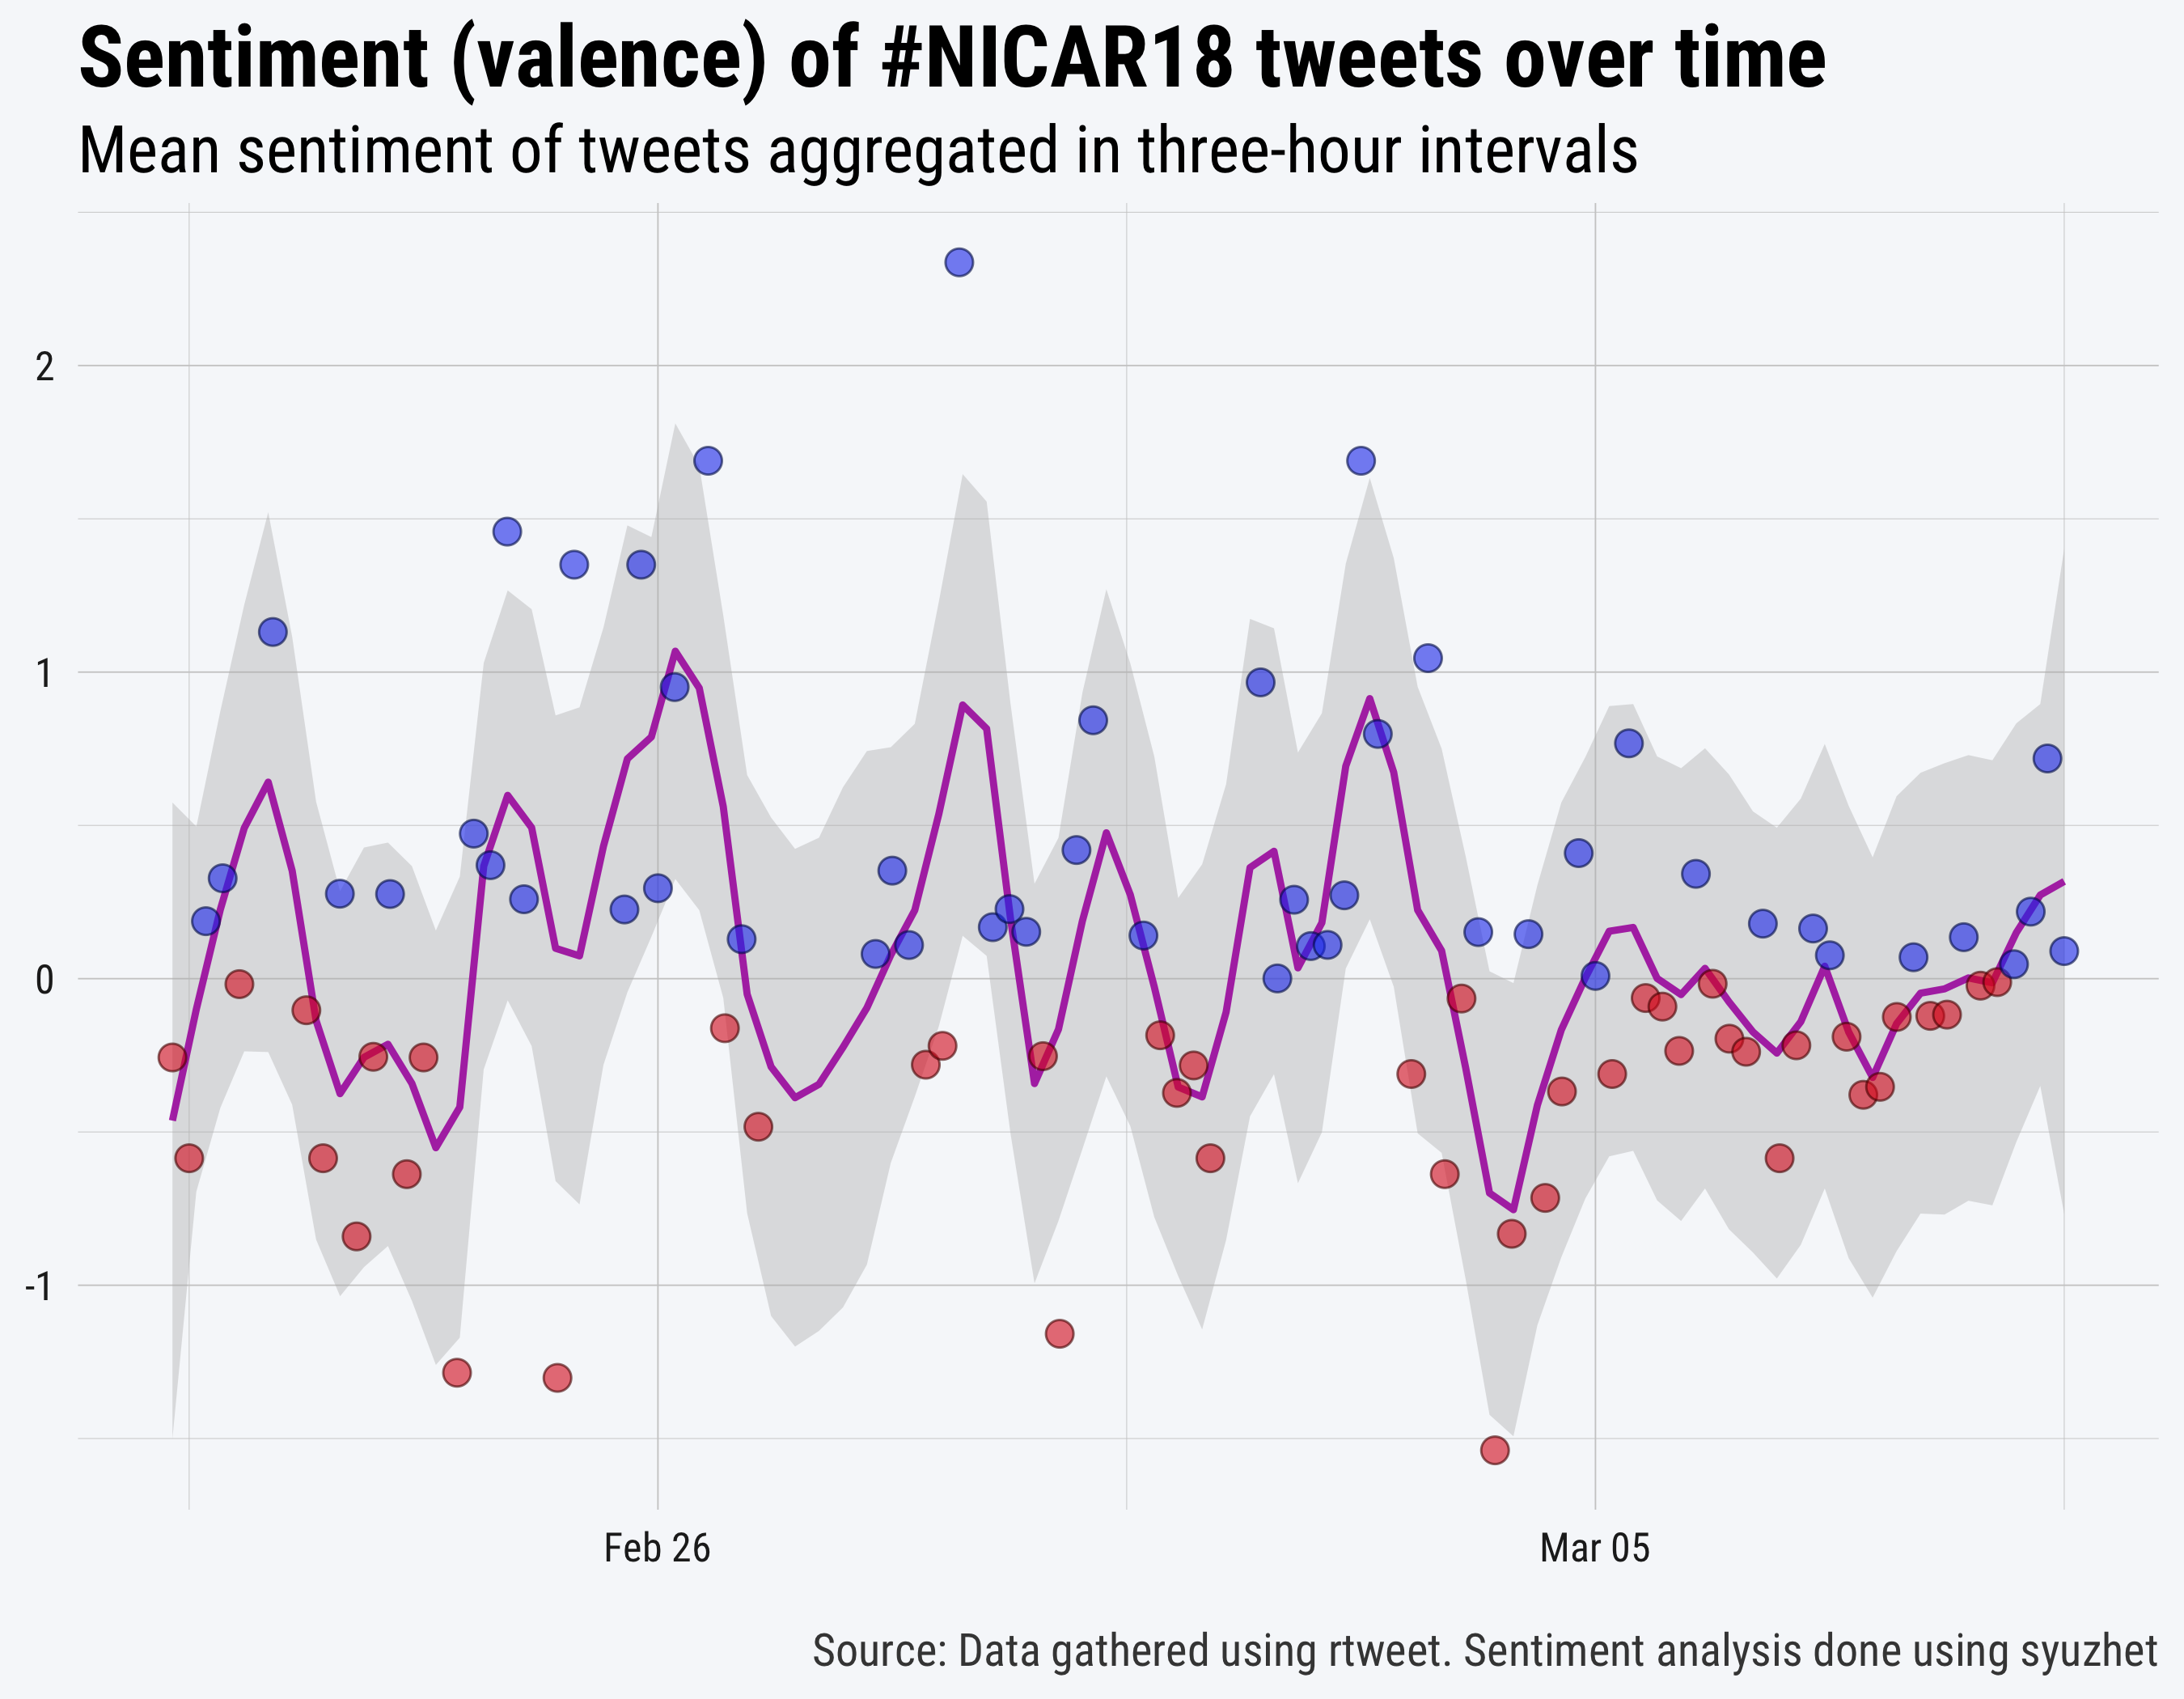 Sentiment (valence) of #NICAR18 tweets over time
Mean sentiment of tweets aggregated in three-hour intervals
2
1
0
-1
Feb 26
Mar 05
Source: Data gathered using rtweet. Sentiment analysis done using syuzhet